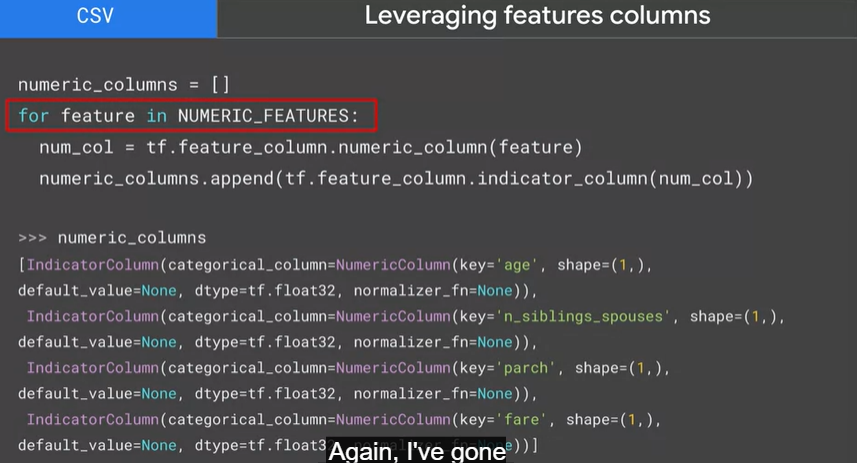 CSV
Leveraging features columns
numeric_columns = []
for feature in NUMERIC_FEATURES:
num_col = tf.feature_column.numeric_column(feature)
numeric_columns.append(tf.feature_column.indicator_column(num_col))
>>> numeric_columns
[IndicatorColumn(categorical_column=NumericColumn(key='age', shape=(1,),
default_value=None, dtype=tf.float32, normalizer_fn=None)),
IndicatorColumn(categorical_column=NumericColumn(key='n_siblings_spouses', shape=(1,),
default_value=None, dtype=tf.float32, normalizer_fn=None)),
IndicatorColumn(categorical_column=NumericColumn(key='parch', shape=(1,),
default_value=None, dtype=tf.float32, normalizer_fn=None)),
IndicatorColumn(categorical_column=NumericColumn(key='fare', shape=(1,),
default_value=None, dtype=tf.float32, normalizer_fn=None))]
Again, I've gone